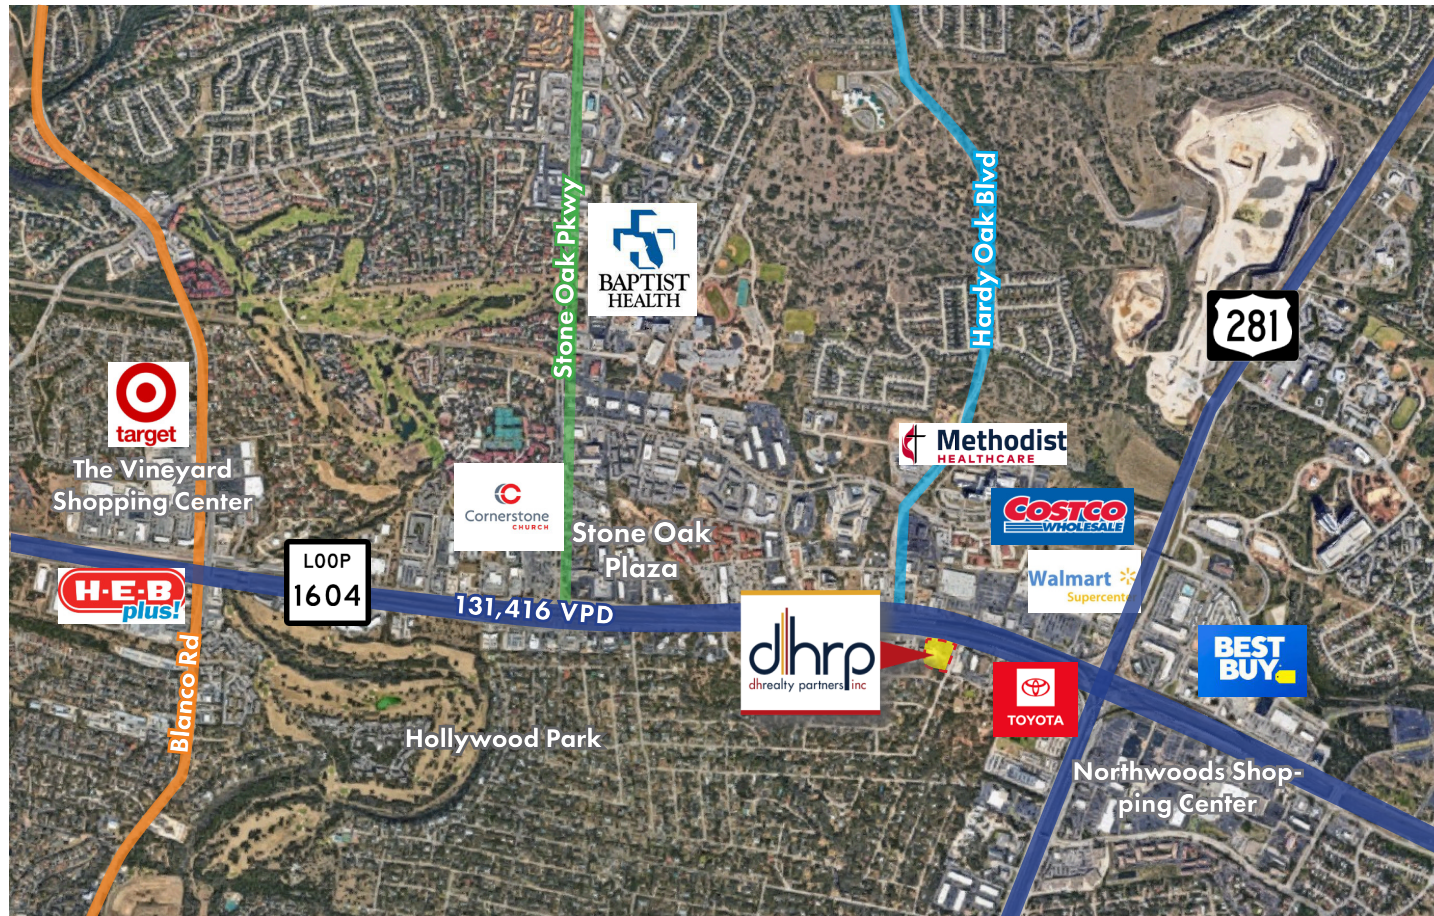 Stone Oak Pkwy
Hardy Oak Blvd
BAPTIST
HEALTH
281
target
The Vineyard
Shopping Center
Methodist
HEALTHCARE
Cornerstone
CHURCH
COSTCO
WHOLESALE
Stone Oak
Plaza
LOOP
1604
H-E-B
plus!
Walmart
Supercenter
131,416 VPD
dhrp
dhrealty partners inc
BEST
BUY
Blanco Rd
TOYOTA
Hollywood Park
Northwoods Shop-
ping Center